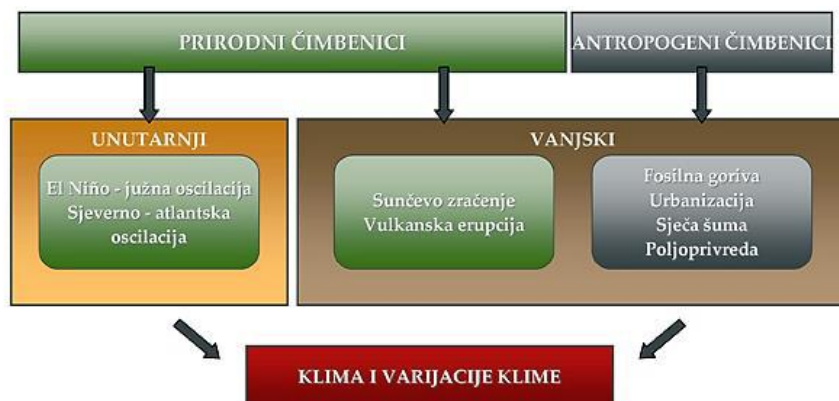 PRIRODNI ČIMBENICI
ANTROPOGENI ČIMBENICI
UNUTARNJI
El Niño - južna oscilacija
Sjeverno - atlantska
oscilacija
VANJSKI
Sunčevo zračenje
Vulkanska erupcija
Fosilna goriva
Urbanizacija
Sječa šuma
Poljoprivreda
KLIMA I VARIJACIJE KLIME